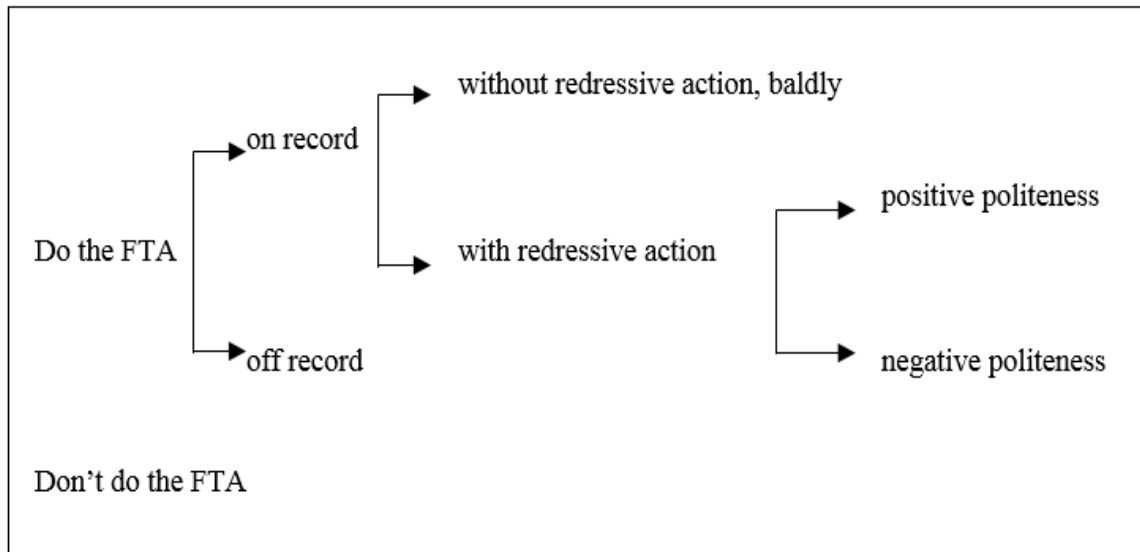 without redressive action, baldly
on record
positive politeness
Do the FTA
with redressive action
off record
negative politeness
Don’t do the FTA